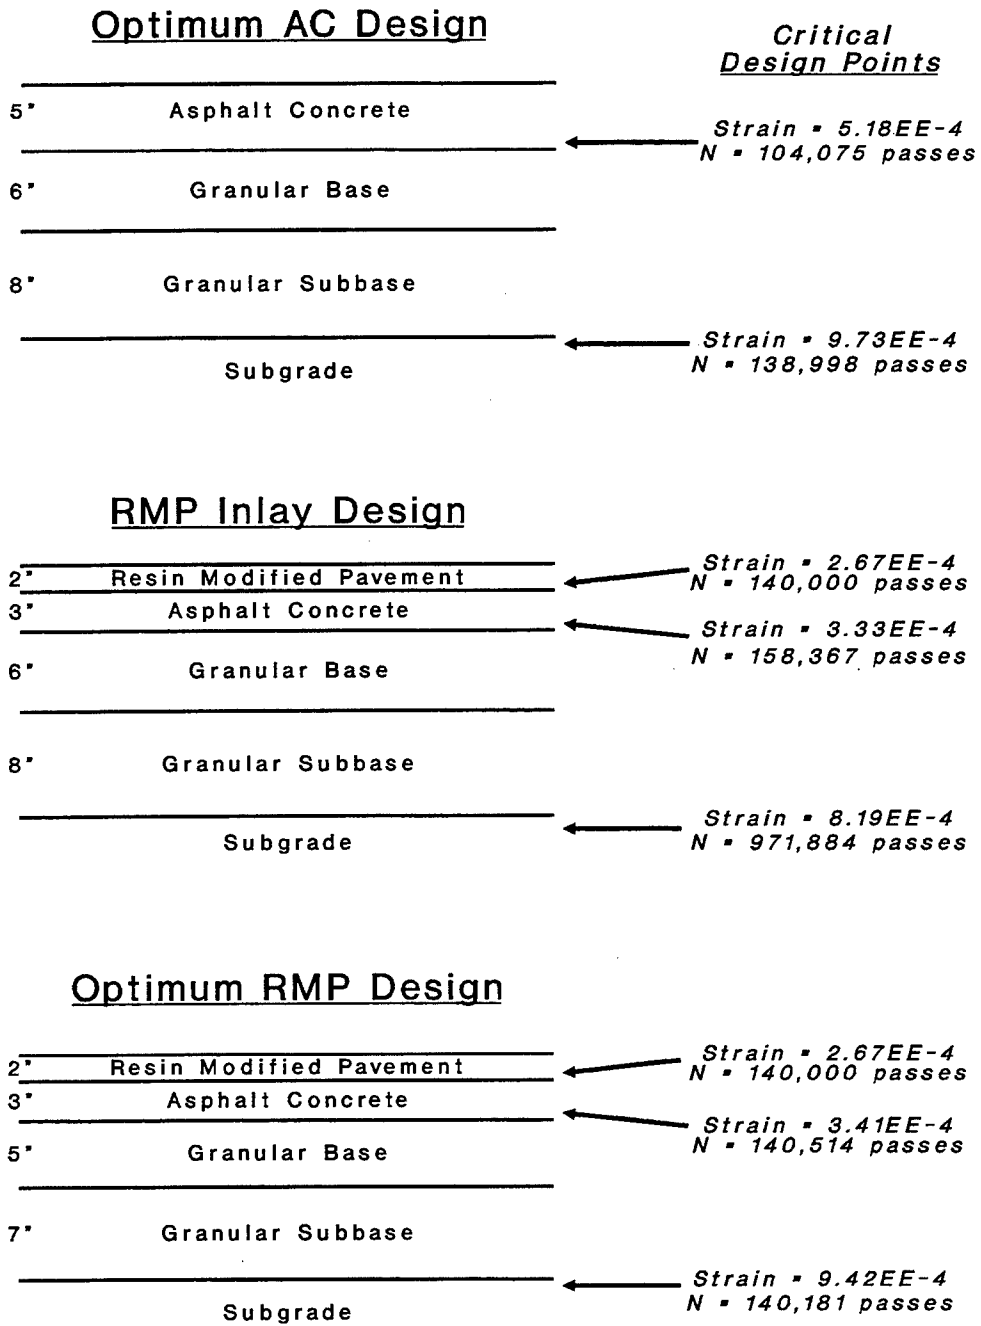 Optimum AC Design
Critical
Design Points
5" Asphalt Concrete
Strain = 5.18EE-4
N = 104,075 passes
6" Granular Base
8" Granular Subbase
Strain = 9.73EE-4
N = 138,998 passes
Subgrade
RMP Inlay Design
2" Resin Modified Pavement
Strain = 2.67EE-4
N = 140,000 passes
3" Asphalt Concrete
Strain = 3.33EE-4
N = 158,367 passes
6" Granular Base
8" Granular Subbase
Strain = 8.19EE-4
N = 971,884 passes
Subgrade
Optimum RMP Design
2" Resin Modified Pavement
Strain = 2.67EE-4
N = 140,000 passes
3" Asphalt Concrete
Strain = 3.41EE-4
N = 140,514 passes
5" Granular Base
7" Granular Subbase
Strain = 9.42EE-4
N = 140,181 passes
Subgrade